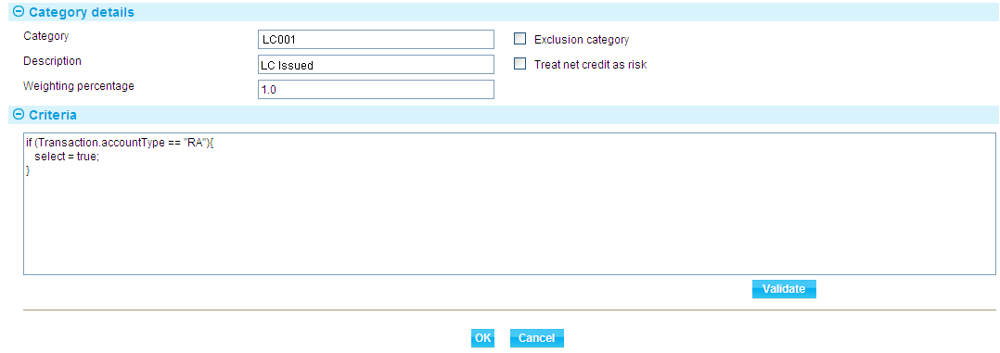 Category details
Category LC001 Exclusion category
Description LC Issued Treat net credit as risk
Weighting percentage 1.0
Criteria
if (Transaction.accountType == "RA"){
select = true;
}
Validate
OK Cancel